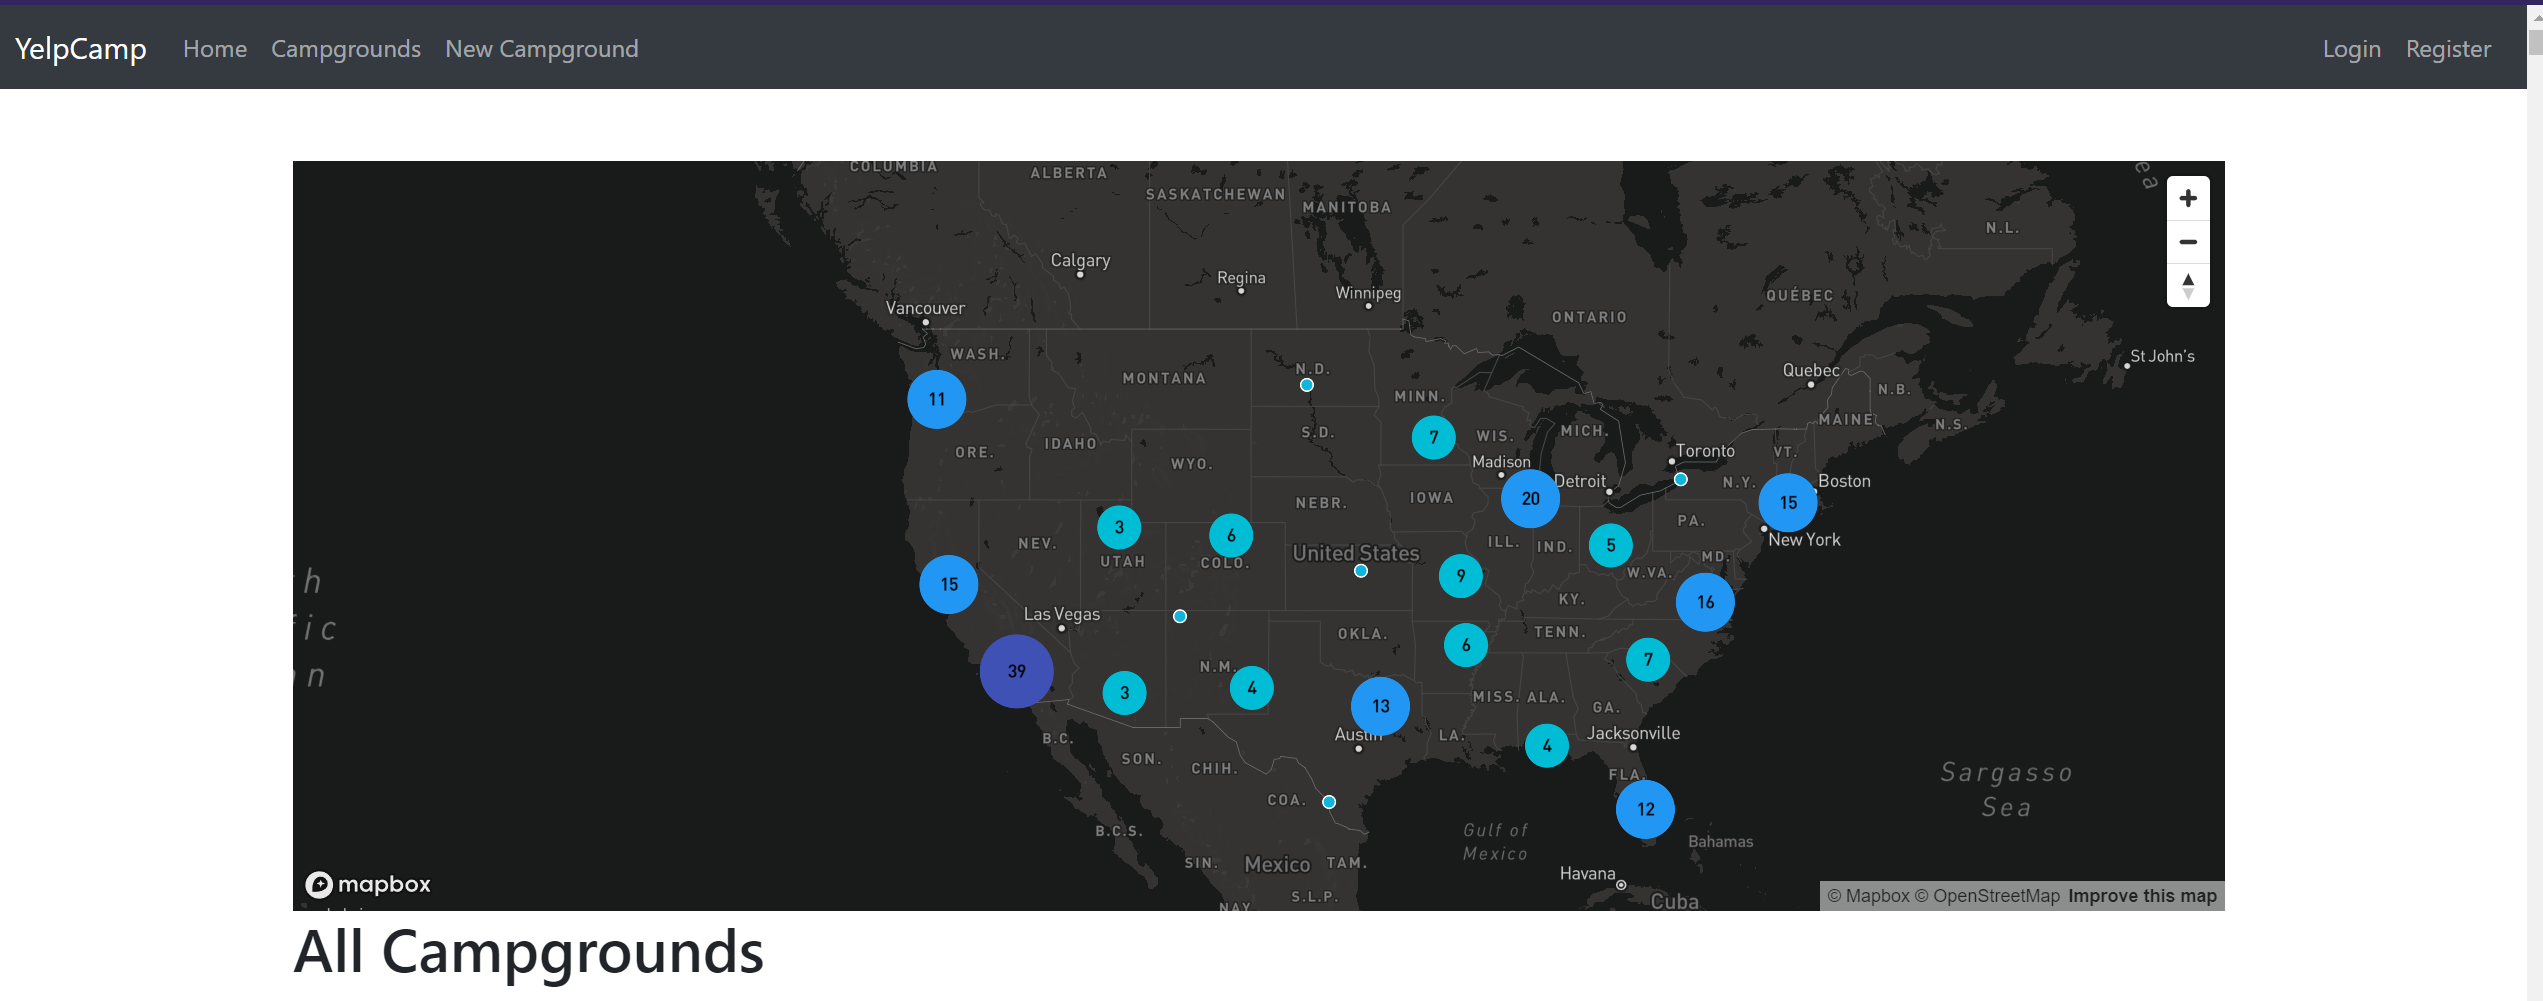 YelpCamp Home Campgrounds New Campground Login Register
COLUMBIA
ALBERTA
SASKATCHEWAN
MANITOBA
ea
N.L.
+
−
Calgary
Regina
Winnipeg
QUÉBEC
Vancouver
ONTARIO
WASH.
St John's
N.D.
Quebec
MONTANA
N.B.
11
MINN.
MAINE
N.S.
S.D.
7
WIS.
MICH.
ORE.
IDAHO
Toronto
VT.
WYO.
Madison
Detroit
N.Y.
Boston
NEBR.
IOWA
20
15
3
6
PA.
NEV.
United States
ILL.
IND.
5
New York
UTAH
COLO.
MD.
h
15
9
W.VA.
Las Vegas
KY.
16
ic
OKLA.
TENN.
6
7
39
N.M.
n
3
4
13
MISS.
ALA.
GA.
B.C.
Austin
LA.
4
Jacksonville
SON.
CHIH.
FLA.
Sargasso
Sea
COA.
12
B.C.S.
Gulf of
Mexico
Bahamas
SIN.
Mexico
TAM.
Havana
mapbox
S.L.P.
NAY.
Cuba
© Mapbox © OpenStreetMap Improve this map
All Campgrounds